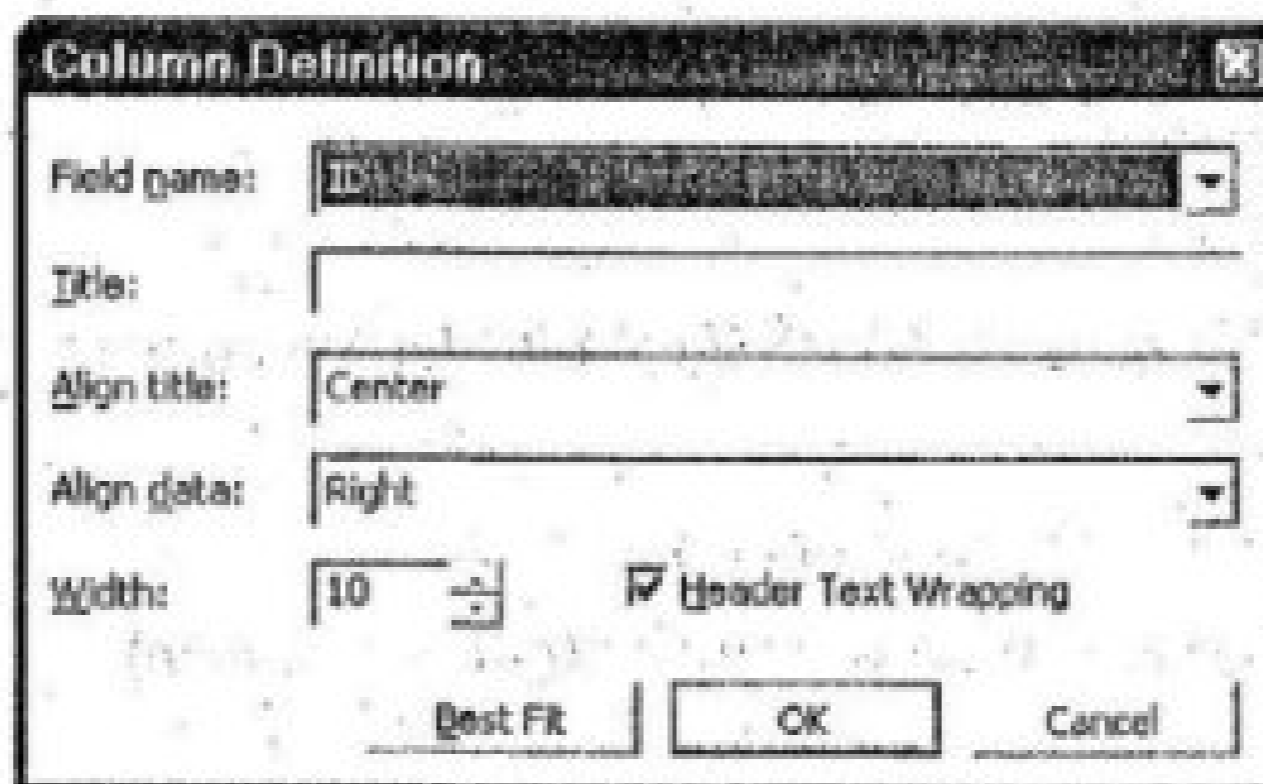 Column Definition
Field name: ID
Title:
Align title: Center
Align data: Right
Width: 10 Header Text Wrapping
Best Fit OK Cancel